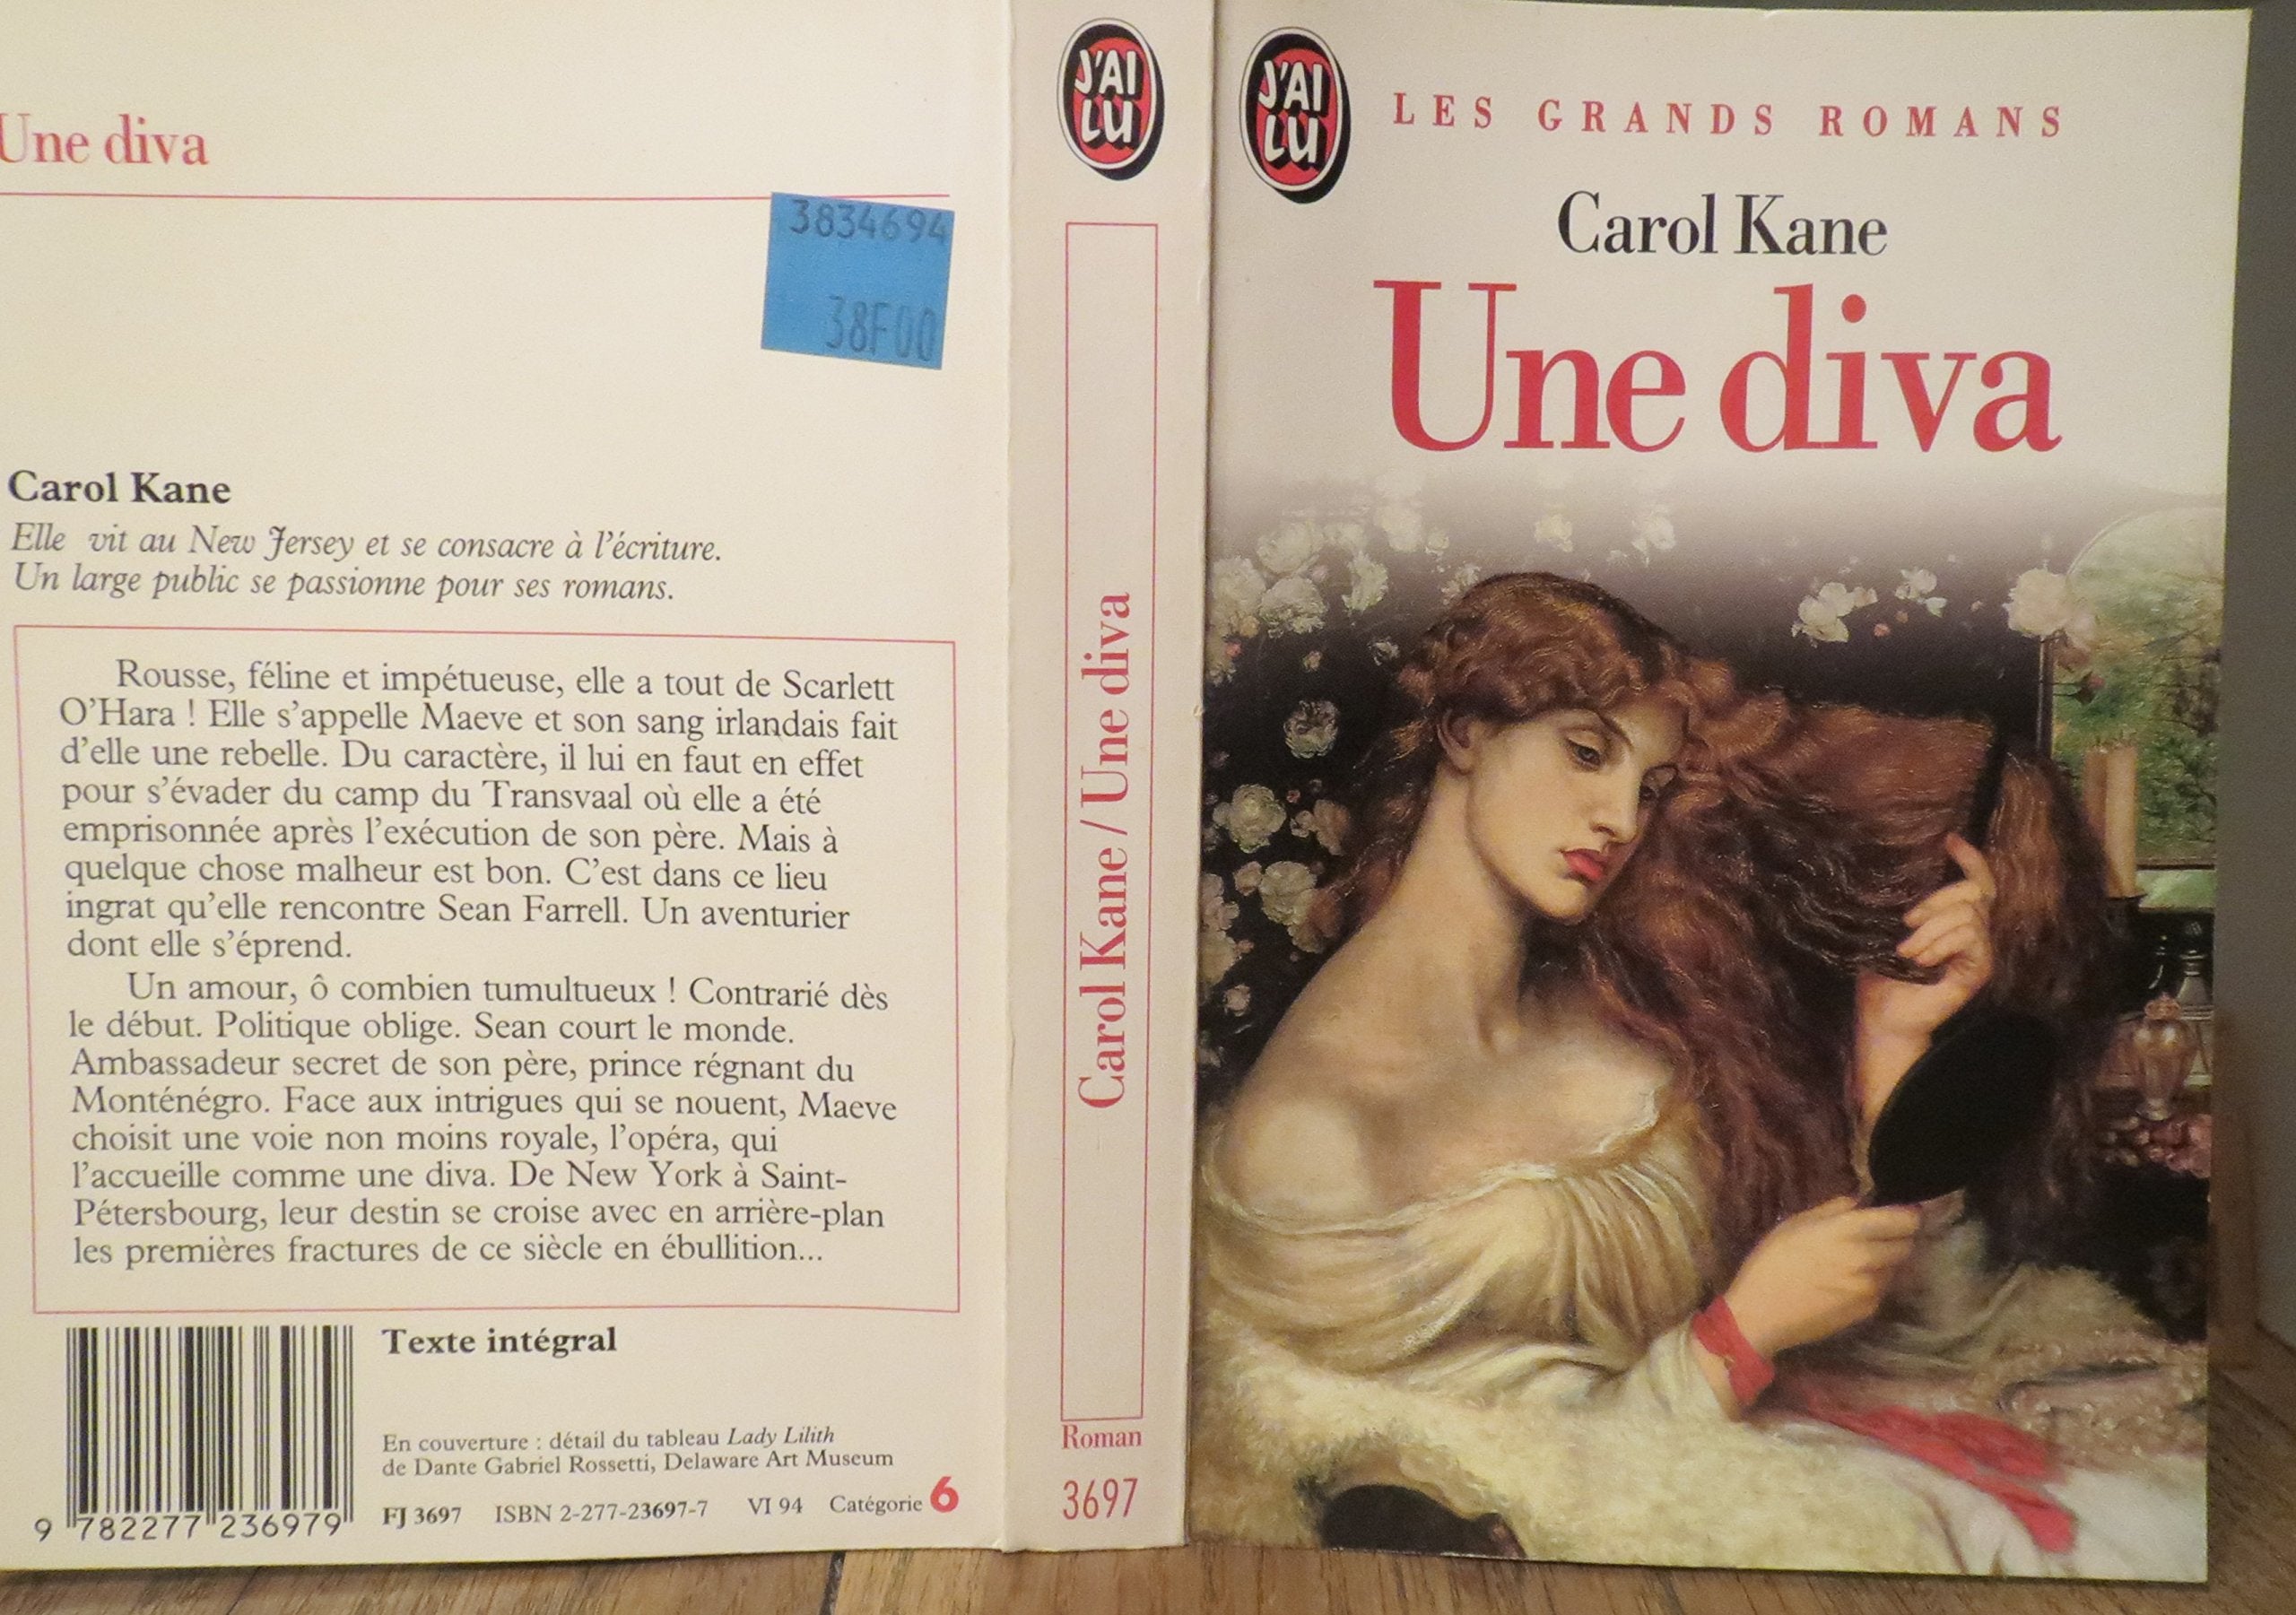 Une diva
3834694
38F00
Carol Kane
Elle vit au New Jersey et se consacre à l'écriture.
Un large public se passionne pour ses romans.
Rousse, féline et impétueuse, elle a tout de Scarlett
O'Hara ! Elle s'appelle Maeve et son sang irlandais fait
d'elle une rebelle. Du caractère, il lui en faut en effet
pour s'évader du camp du Transvaal où elle a été
emprisonnée après l'exécution de son père. Mais à
quelque chose malheur est bon. C'est dans ce lieu
ingrat qu'elle rencontre Sean Farrell. Un aventurier
dont elle s'éprend.
Un amour, ô combien tumultueux ! Contrarié dès
le début. Politique oblige. Sean court le monde.
Ambassadeur secret de son père, prince régnant du
Monténégro. Face aux intrigues qui se nouent, Maeve
choisit une voie non moins royale, l'opéra, qui
l'accueille comme une diva. De New York à Saint-
Pétersbourg, leur destin se croise avec en arrière-plan
les premières fractures de ce siècle en ébullition...
Texte intégral
En couverture : détail du tableau Lady Lilith
de Dante Gabriel Rossetti, Delaware Art Museum
FJ 3697 ISBN 2-277-23697-7 VI 94 Catégorie 6
9 782277 236979
J'AI
LU
Carol Kane / Une diva
Roman
3697
J'AI
LU
LES GRANDS ROMANS
Carol Kane
Une diva